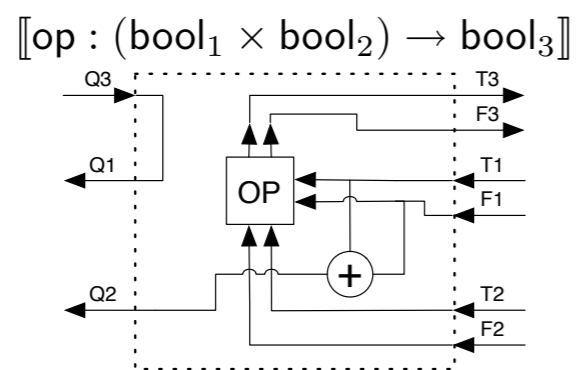 ⟦op : (bool₁ × bool₂) → bool₃⟧
Q3 T3
F3
Q1 T1
OP F1
+
Q2 T2
F2